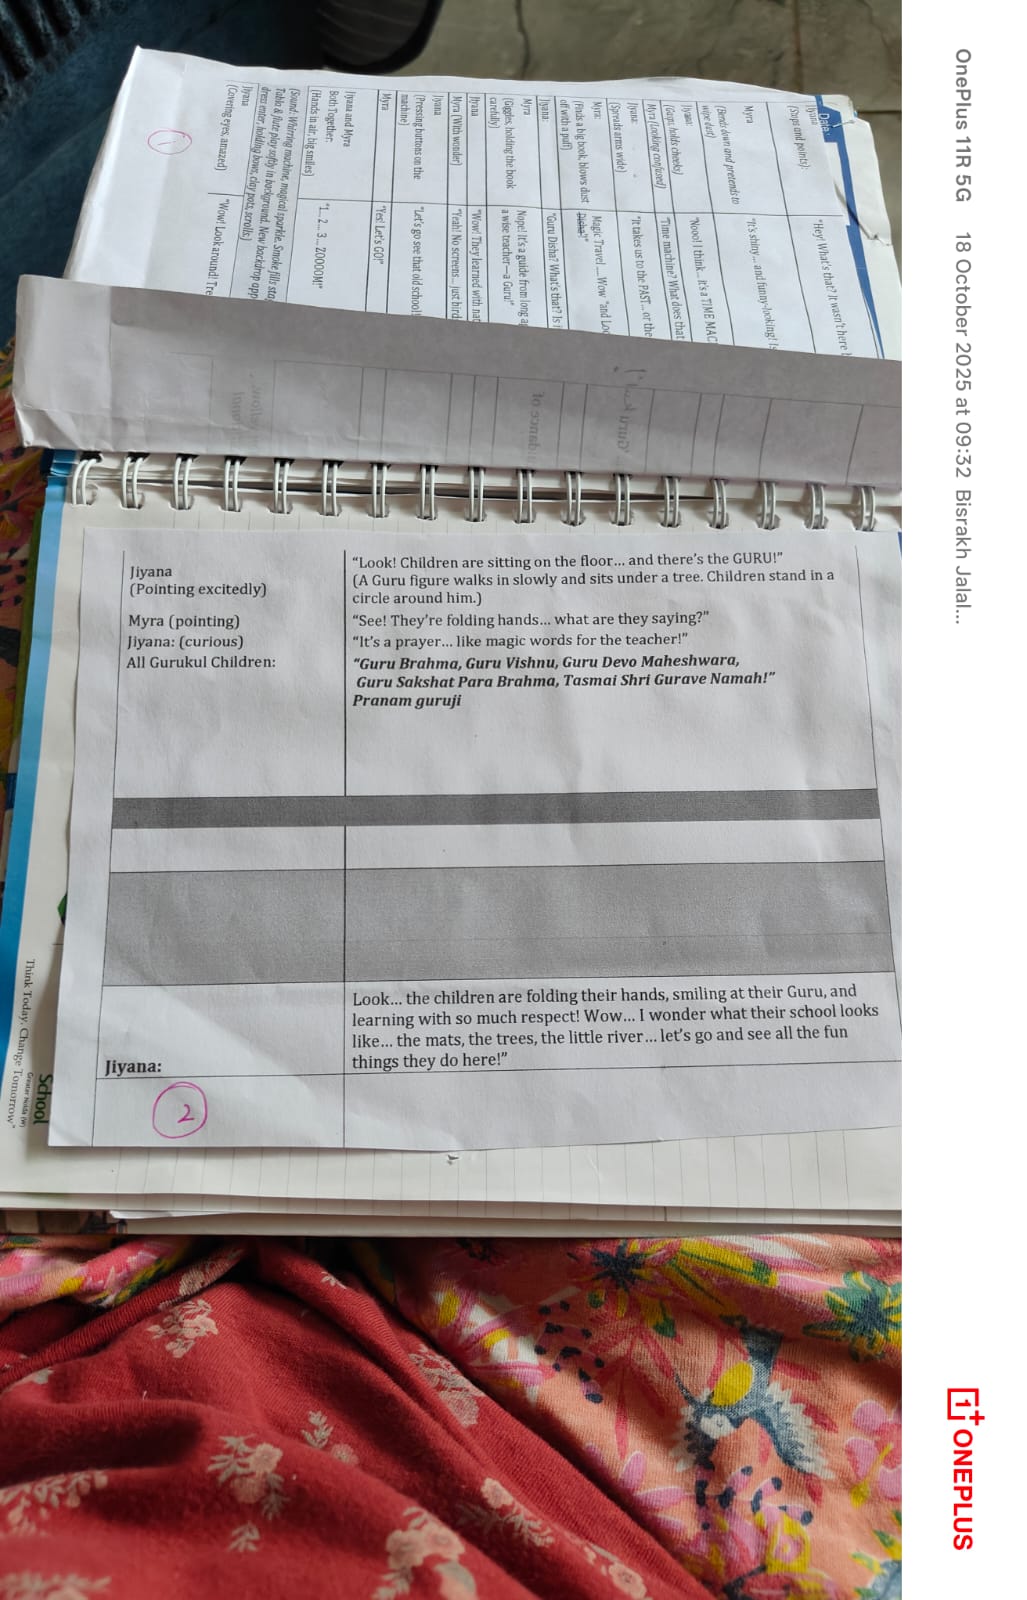 Date:
Jiyana
(Stops and points):
"Hey! What's that? It wasn't here
Myra
"It's shiny... and funny-looking!
(Bends down and pretends to
wipe dust)
Jiyana:
"Nooo! I think... it's a TIME MAC
(Gasp, holds cheeks)
Myra (Looking confused)
"Time machine? What does that
Jiyana:
"It takes us to the PAST... or the
(Spreads arms wide)
Myra:
Magic Travel .... Wow "and Loo
(Finds a big book, blows dust
off with a puff)
Jiyana:
"Guru Disha? What's that? Is i
Myra
Nope! It's a guide from long a
(Giggles, holding the book
a wise teacher—a Guru!"
carefully)
Jiyana
"Wow! They learned with nat
Myra (With wonder)
"Yeah! No screens... just bird
Jiyana
"Let's go see that old school!
(Pressing buttons on the
machine)
Myra
"Yes! Let's GO!"
Jiyana and Myra
Both Together:
"1... 2... 3... ZOOOM!"
(Hands in air, big smiles)
(Sound: Whirring machine, magical sparkle. Smoke fills sta
Tabla & flute play softly in background. New backdrop app
dress enter, holding bows, clay pots, scrolls.)
Jiyana
"Wow! Look around! Tre
(Covering eyes, amazed)
1
Jiyana
(Pointing excitedly)
"Look! Children are sitting on the floor... and there's the GURU!"
(A Guru figure walks in slowly and sits under a tree. Children stand in a
circle around him.)
Myra (pointing)
"See! They're folding hands... what are they saying?"
Jiyana: (curious)
"It's a prayer... like magic words for the teacher!"
All Gurukul Children:
"Guru Brahma, Guru Vishnu, Guru Devo Maheshwara,
Guru Sakshat Para Brahma, Tasmai Shri Gurave Namah!"
Pranam guruji
Jiyana:
Look... the children are folding their hands, smiling at their Guru, and
learning with so much respect! Wow... I wonder what their school looks
like... the mats, the trees, the little river... let's go and see all the fun
things they do here!"
2
School
Greater Noida (W)
Think Today, Change Tomorrow"
OnePlus 11R 5G 18 October 2025 at 09:32 Bisrakh Jalal...
ONEPLUS